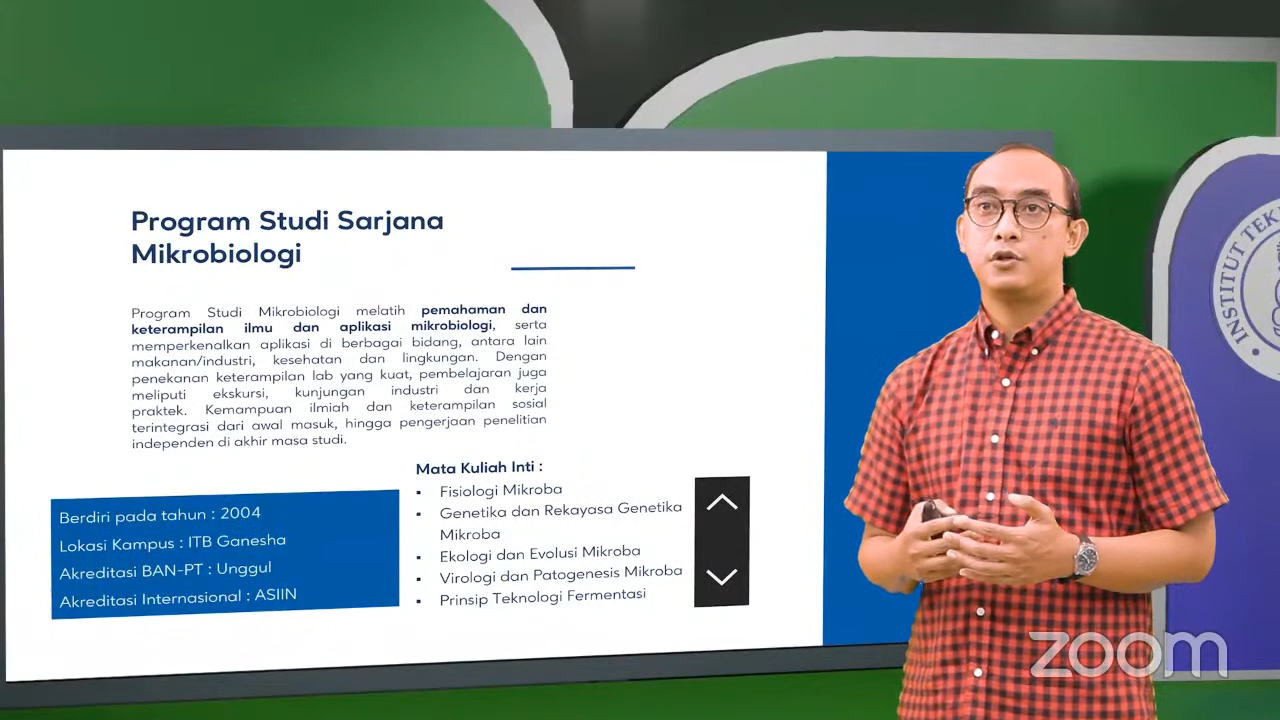 Program Studi Sarjana
Mikrobiologi
Program Studi Mikrobiologi melatih pemahaman dan
keterampilan ilmu dan aplikasi mikrobiologi, serta
memperkenalkan aplikasi di berbagai bidang, antara lain
makanan/industri, kesehatan dan lingkungan. Dengan
penekanan keterampilan lab yang kuat, pembelajaran juga
meliputi ekskursi, kunjungan industri dan kerja
praktek. Kemampuan ilmiah dan keterampilan sosial
terintegrasi dari awal masuk, hingga pengerjaan penelitian
independen di akhir masa studi.
Berdiri pada tahun : 2004
Lokasi Kampus : ITB Ganesha
Akreditasi BAN-PT : Unggul
Akreditasi Internasional : ASIIN
Mata Kuliah Inti :
▪ Fisiologi Mikroba
▪ Genetika dan Rekayasa Genetika
Mikroba
▪ Ekologi dan Evolusi Mikroba
▪ Virologi dan Patogenesis Mikroba
▪ Prinsip Teknologi Fermentasi
INSTITUT TEK
zoom